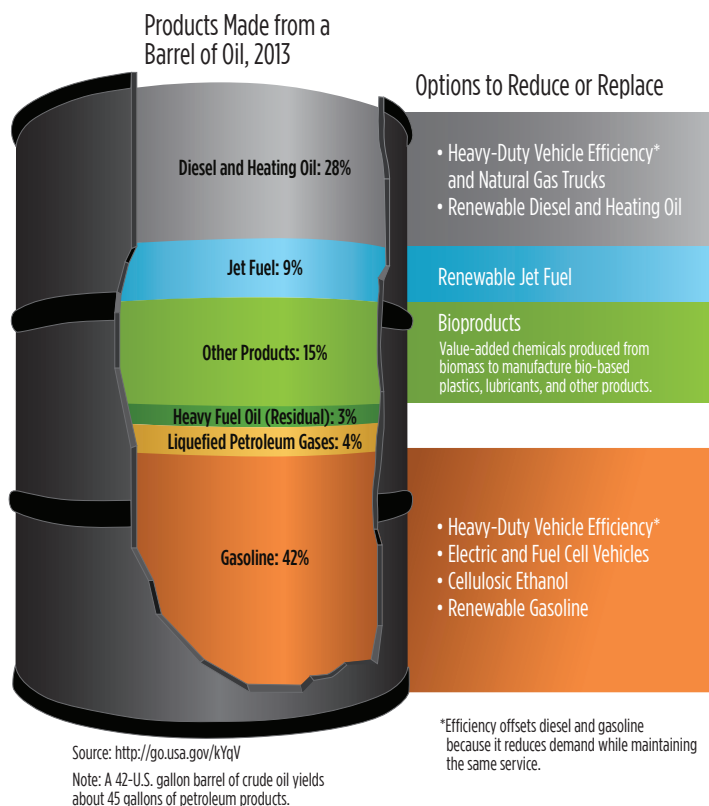 Products Made from a
Barrel of Oil, 2013
Diesel and Heating Oil: 28%
Jet Fuel: 9%
Other Products: 15%
Heavy Fuel Oil (Residual): 3%
Liquefied Petroleum Gases: 4%
Gasoline: 42%
Options to Reduce or Replace
• Heavy-Duty Vehicle Efficiency*
and Natural Gas Trucks
• Renewable Diesel and Heating Oil
Renewable Jet Fuel
Bioproducts
Value-added chemicals produced from
biomass to manufacture bio-based
plastics, lubricants, and other products.
• Heavy-Duty Vehicle Efficiency*
• Electric and Fuel Cell Vehicles
• Cellulosic Ethanol
• Renewable Gasoline
*Efficiency offsets diesel and gasoline
because it reduces demand while maintaining
the same service.
Source: http://go.usa.gov/kYqV
Note: A 42-U.S. gallon barrel of crude oil yields
about 45 gallons of petroleum products.